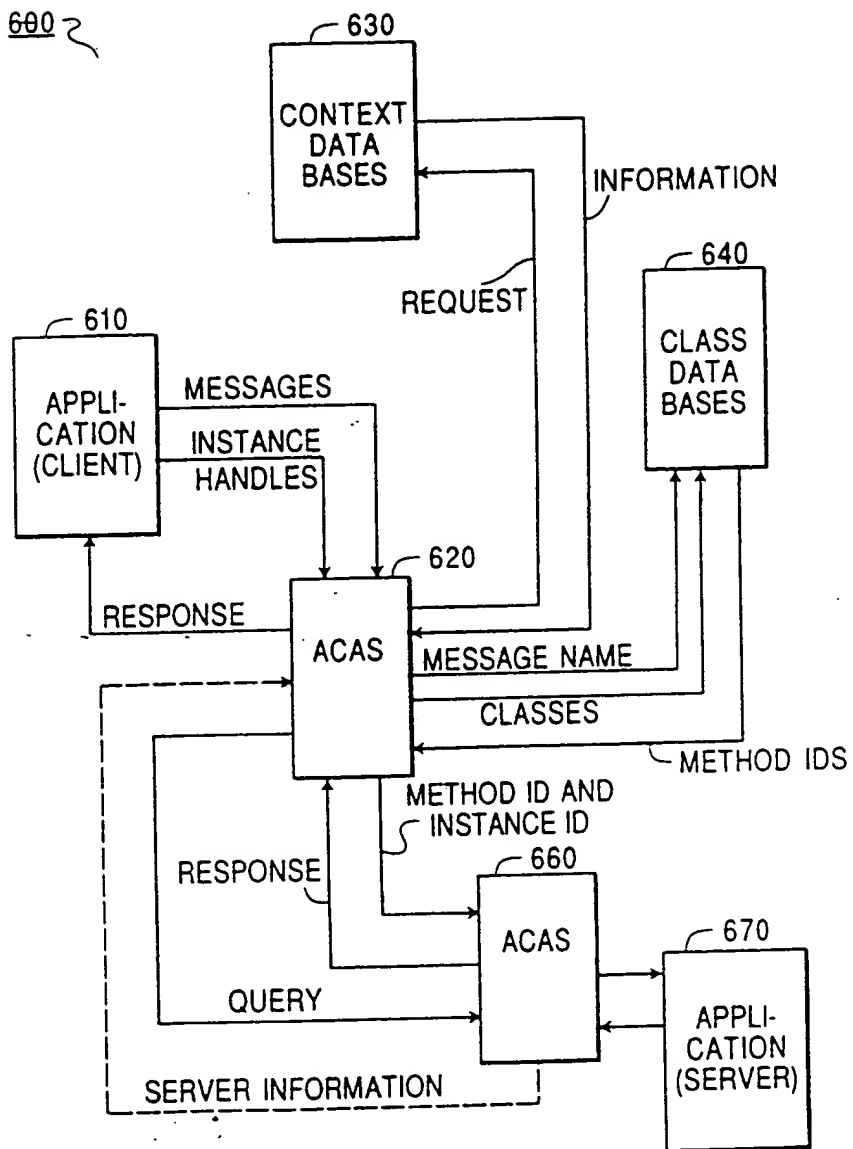 600
630
CONTEXT
DATA
BASES
INFORMATION
REQUEST
640
CLASS
DATA
BASES
610
APPLI-
CATION
(CLIENT)
MESSAGES
INSTANCE
HANDLES
620
RESPONSE
ACAS
MESSAGE NAME
CLASSES
METHOD IDS
METHOD ID AND
INSTANCE ID
RESPONSE
660
ACAS
670
QUERY
APPLI-
CATION
(SERVER)
SERVER INFORMATION